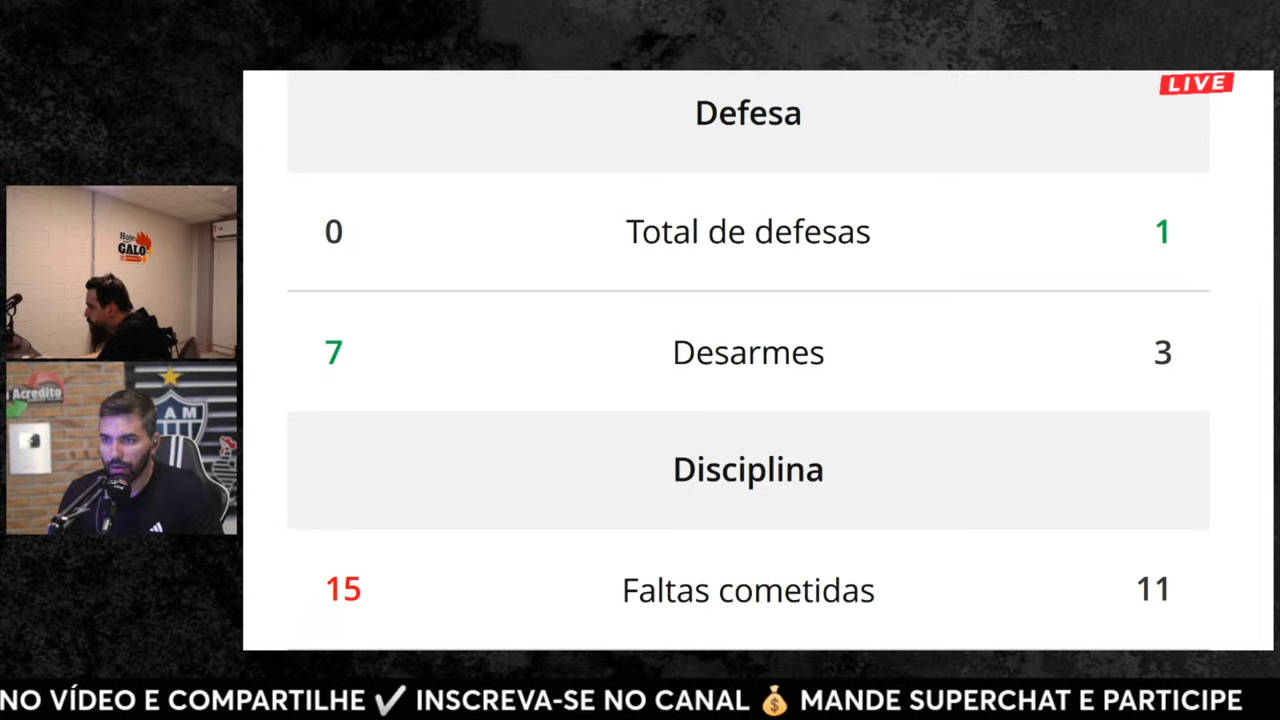 LIVE
Defesa
0 Total de defesas 1
7 Desarmes 3
Disciplina
15 Faltas cometidas 11
Hoje
GALO
Acredito
AM
NO VÍDEO E COMPARTILHE ✔ INSCREVA-SE NO CANAL 💰 MANDE SUPERCHAT E PARTICIPE